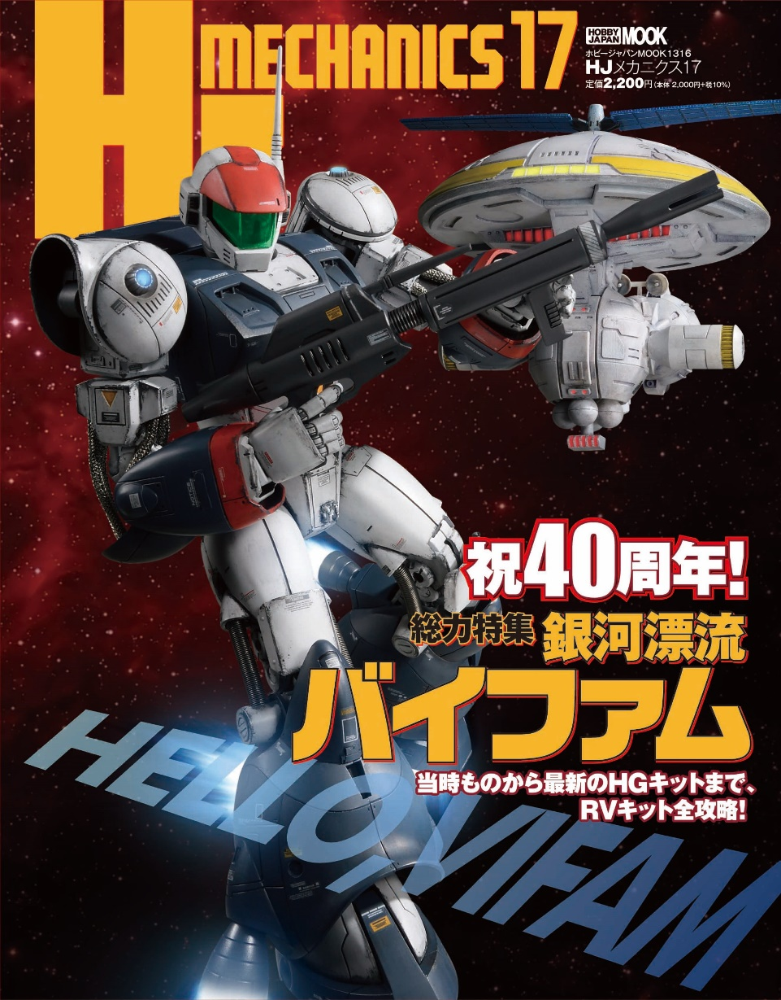 HJ
MECHANICS 17
HOBBY JAPAN MOOK
ホビージャパンMOOK1316
HJメカニクス17
定価2,200円(本体 2,000円+税10%)
祝40周年!
総力特集 銀河漂流
バイファム
当時ものから最新のHGキットまで、
RVキット全攻略!
HELLO, VIFAM